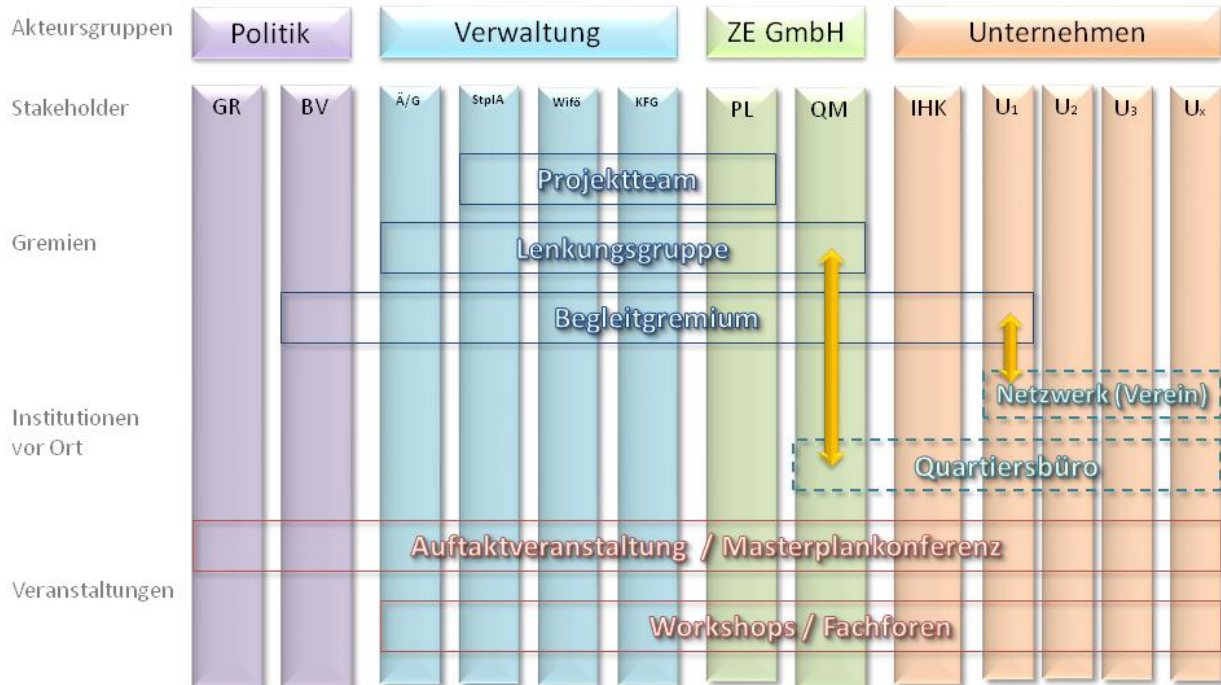 Akteursgruppen
Politik
Verwaltung
ZE GmbH
Unternehmen
Stakeholder
GR
BV
Ä/G
StplA
Wifö
KFG
PL
QM
IHK
U₁
U₂
U₃
Uₓ
Projektteam
Gremien
Lenkungsgruppe
Begleitgremium
Netzwerk (Verein)
Institutionen
vor Ort
Quartiersbüro
Auftaktveranstaltung / Masterplankonferenz
Veranstaltungen
Workshops / Fachforen